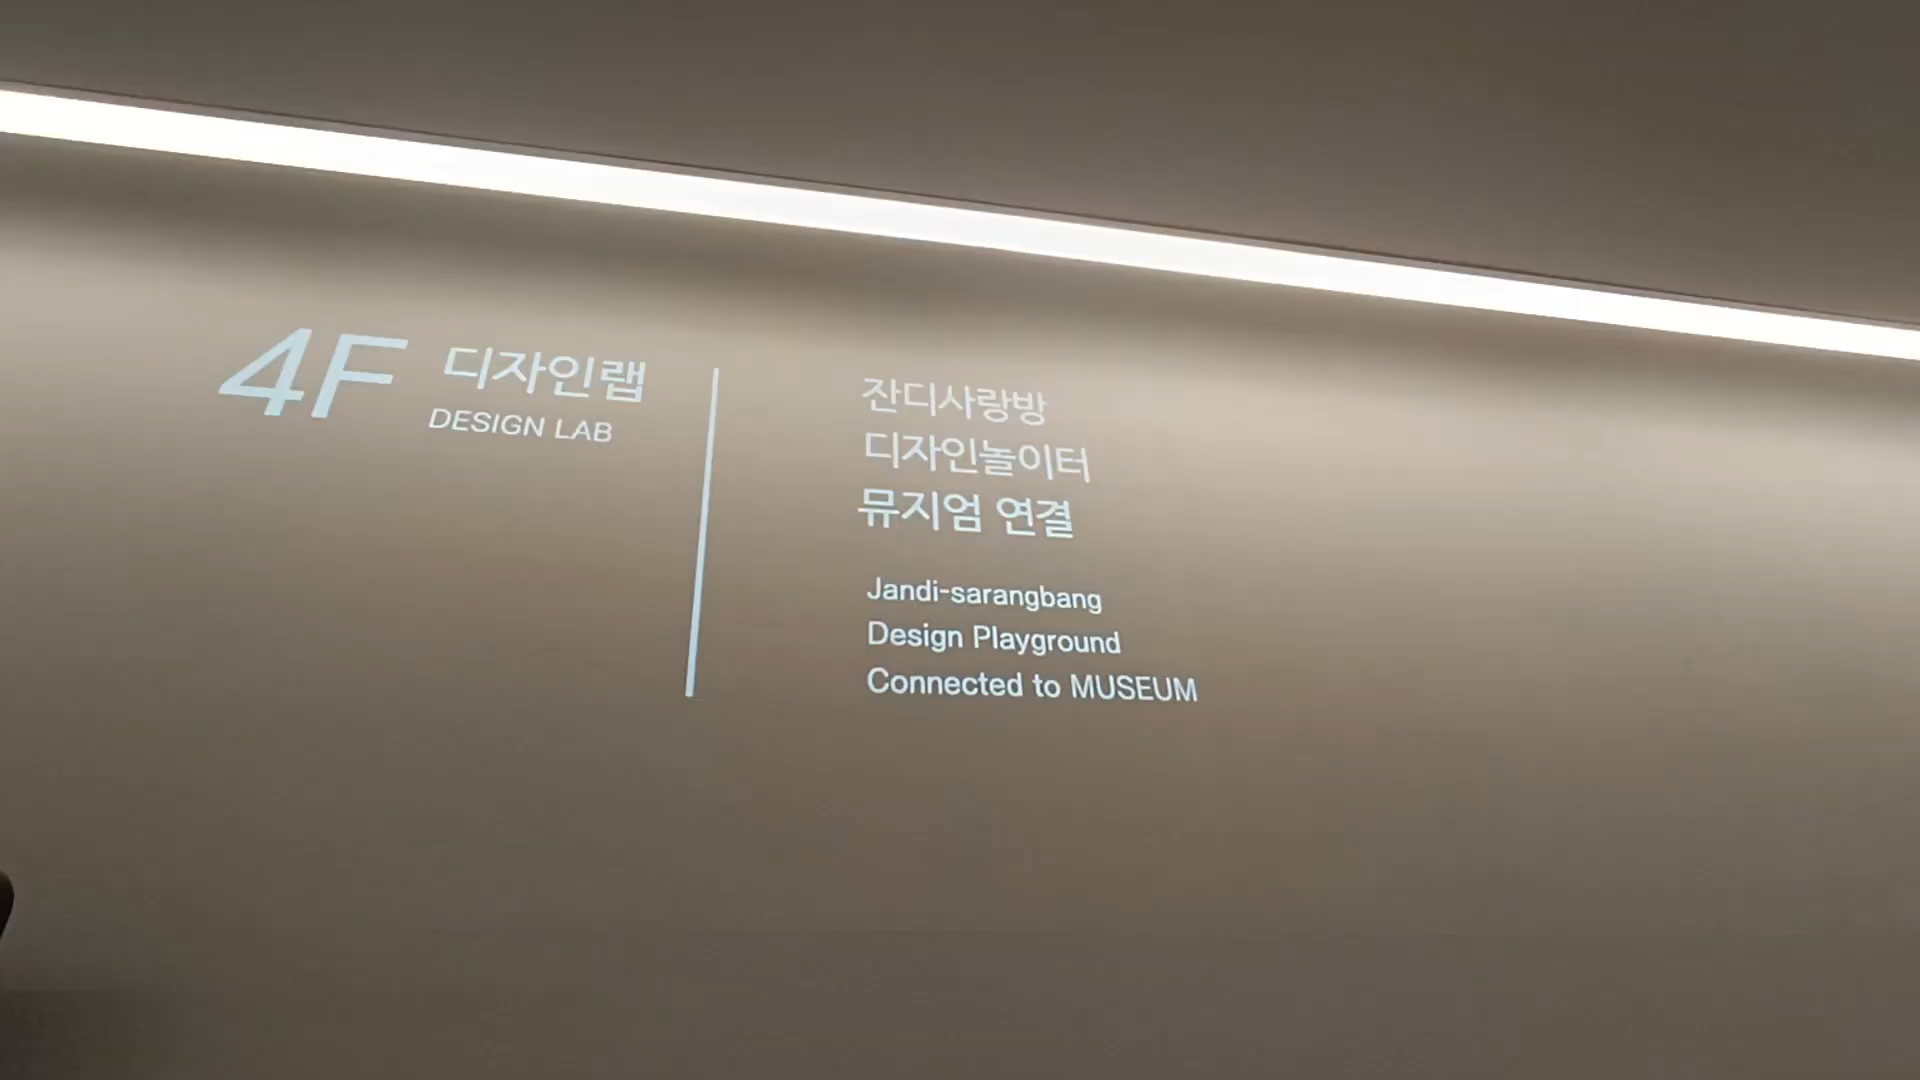 4F 디자인랩
DESIGN LAB
잔디사랑방
디자인놀이터
뮤지엄 연결
Jandi-sarangbang
Design Playground
Connected to MUSEUM